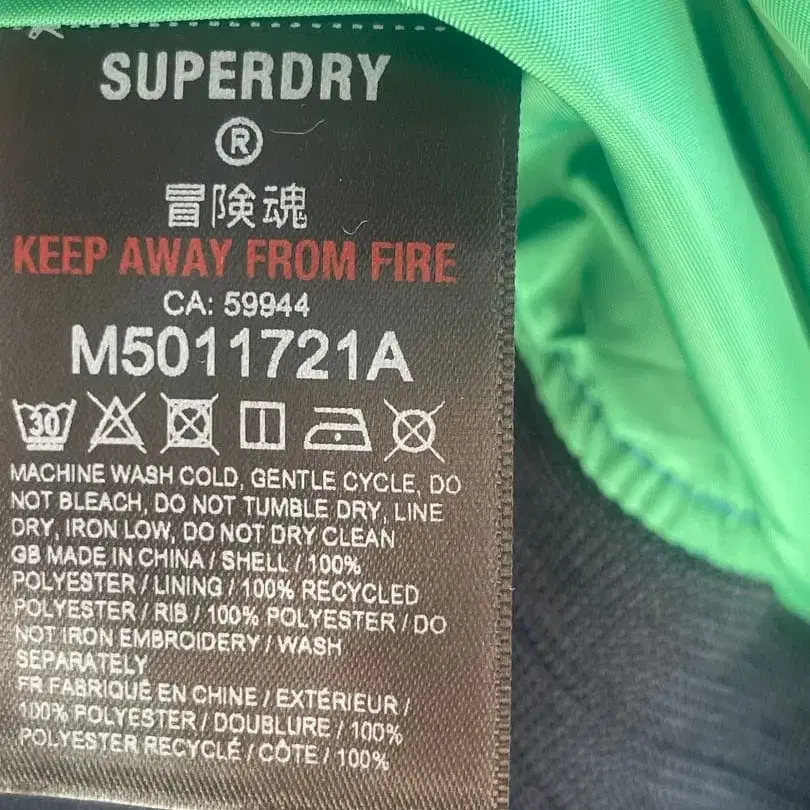 SUPERDRY
®
冒険魂
KEEP AWAY FROM FIRE
CA: 59944
M5011721A
30
MACHINE WASH COLD, GENTLE CYCLE, DO
NOT BLEACH, DO NOT TUMBLE DRY, LINE
DRY, IRON LOW, DO NOT DRY CLEAN
GB MADE IN CHINA / SHELL / 100%
POLYESTER / LINING / 100% RECYCLED
POLYESTER / RIB / 100% POLYESTER / DO
NOT IRON EMBROIDERY / WASH
SEPARATELY
FR FABRIQUÉ EN CHINE / EXTÉRIEUR /
100% POLYESTER / DOUBLURE / 100%
POLYESTER RECYCLÉ / CÔTE / 100%